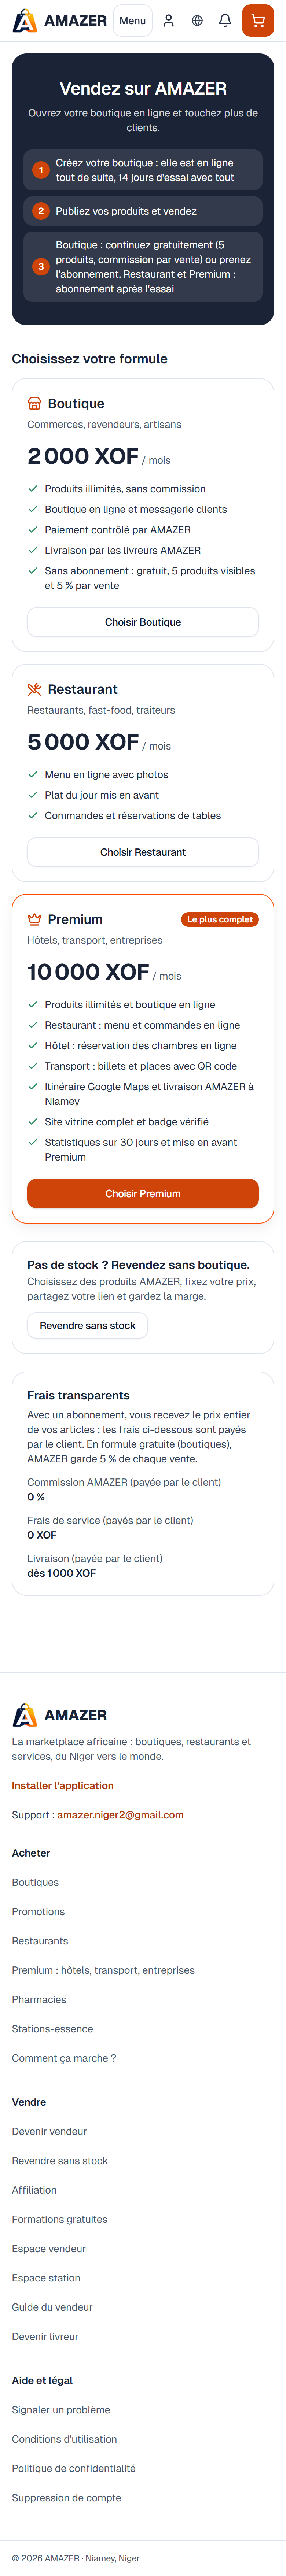 AMAZER
Menu
Vendez sur AMAZER
Ouvrez votre boutique en ligne et touchez plus de
clients.
1
Créez votre boutique : elle est en ligne
tout de suite, 14 jours d'essai avec tout
2
Publiez vos produits et vendez
3
Boutique : continuez gratuitement (5
produits, commission par vente) ou prenez
l'abonnement. Restaurant et Premium :
abonnement après l'essai
Choisissez votre formule
Boutique
Commerces, revendeurs, artisans
2 000 XOF / mois
Produits illimités, sans commission
Boutique en ligne et messagerie clients
Paiement contrôlé par AMAZER
Livraison par les livreurs AMAZER
Sans abonnement : gratuit, 5 produits visibles
et 5 % par vente
Choisir Boutique
Restaurant
Restaurants, fast-food, traiteurs
5 000 XOF / mois
Menu en ligne avec photos
Plat du jour mis en avant
Commandes et réservations de tables
Choisir Restaurant
Premium
Le plus complet
Hôtels, transport, entreprises
10 000 XOF / mois
Produits illimités et boutique en ligne
Restaurant : menu et commandes en ligne
Hôtel : réservation des chambres en ligne
Transport : billets et places avec QR code
Itinéraire Google Maps et livraison AMAZER à
Niamey
Site vitrine complet et badge vérifié
Statistiques sur 30 jours et mise en avant
Premium
Choisir Premium
Pas de stock ? Revendez sans boutique.
Choisissez des produits AMAZER, fixez votre prix,
partagez votre lien et gardez la marge.
Revendre sans stock
Frais transparents
Avec un abonnement, vous recevez le prix entier
de vos articles : les frais ci-dessous sont payés
par le client. En formule gratuite (boutiques),
AMAZER garde 5 % de chaque vente.
Commission AMAZER (payée par le client)
0 %
Frais de service (payés par le client)
0 XOF
Livraison (payée par le client)
dès 1 000 XOF
AMAZER
La marketplace africaine : boutiques, restaurants et
services, du Niger vers le monde.
Installer l'application
Support : amazer.niger2@gmail.com
Acheter
Boutiques
Promotions
Restaurants
Premium : hôtels, transport, entreprises
Pharmacies
Stations-essence
Comment ça marche ?
Vendre
Devenir vendeur
Revendre sans stock
Affiliation
Formations gratuites
Espace vendeur
Espace station
Guide du vendeur
Devenir livreur
Aide et légal
Signaler un problème
Conditions d'utilisation
Politique de confidentialité
Suppression de compte
© 2026 AMAZER · Niamey, Niger